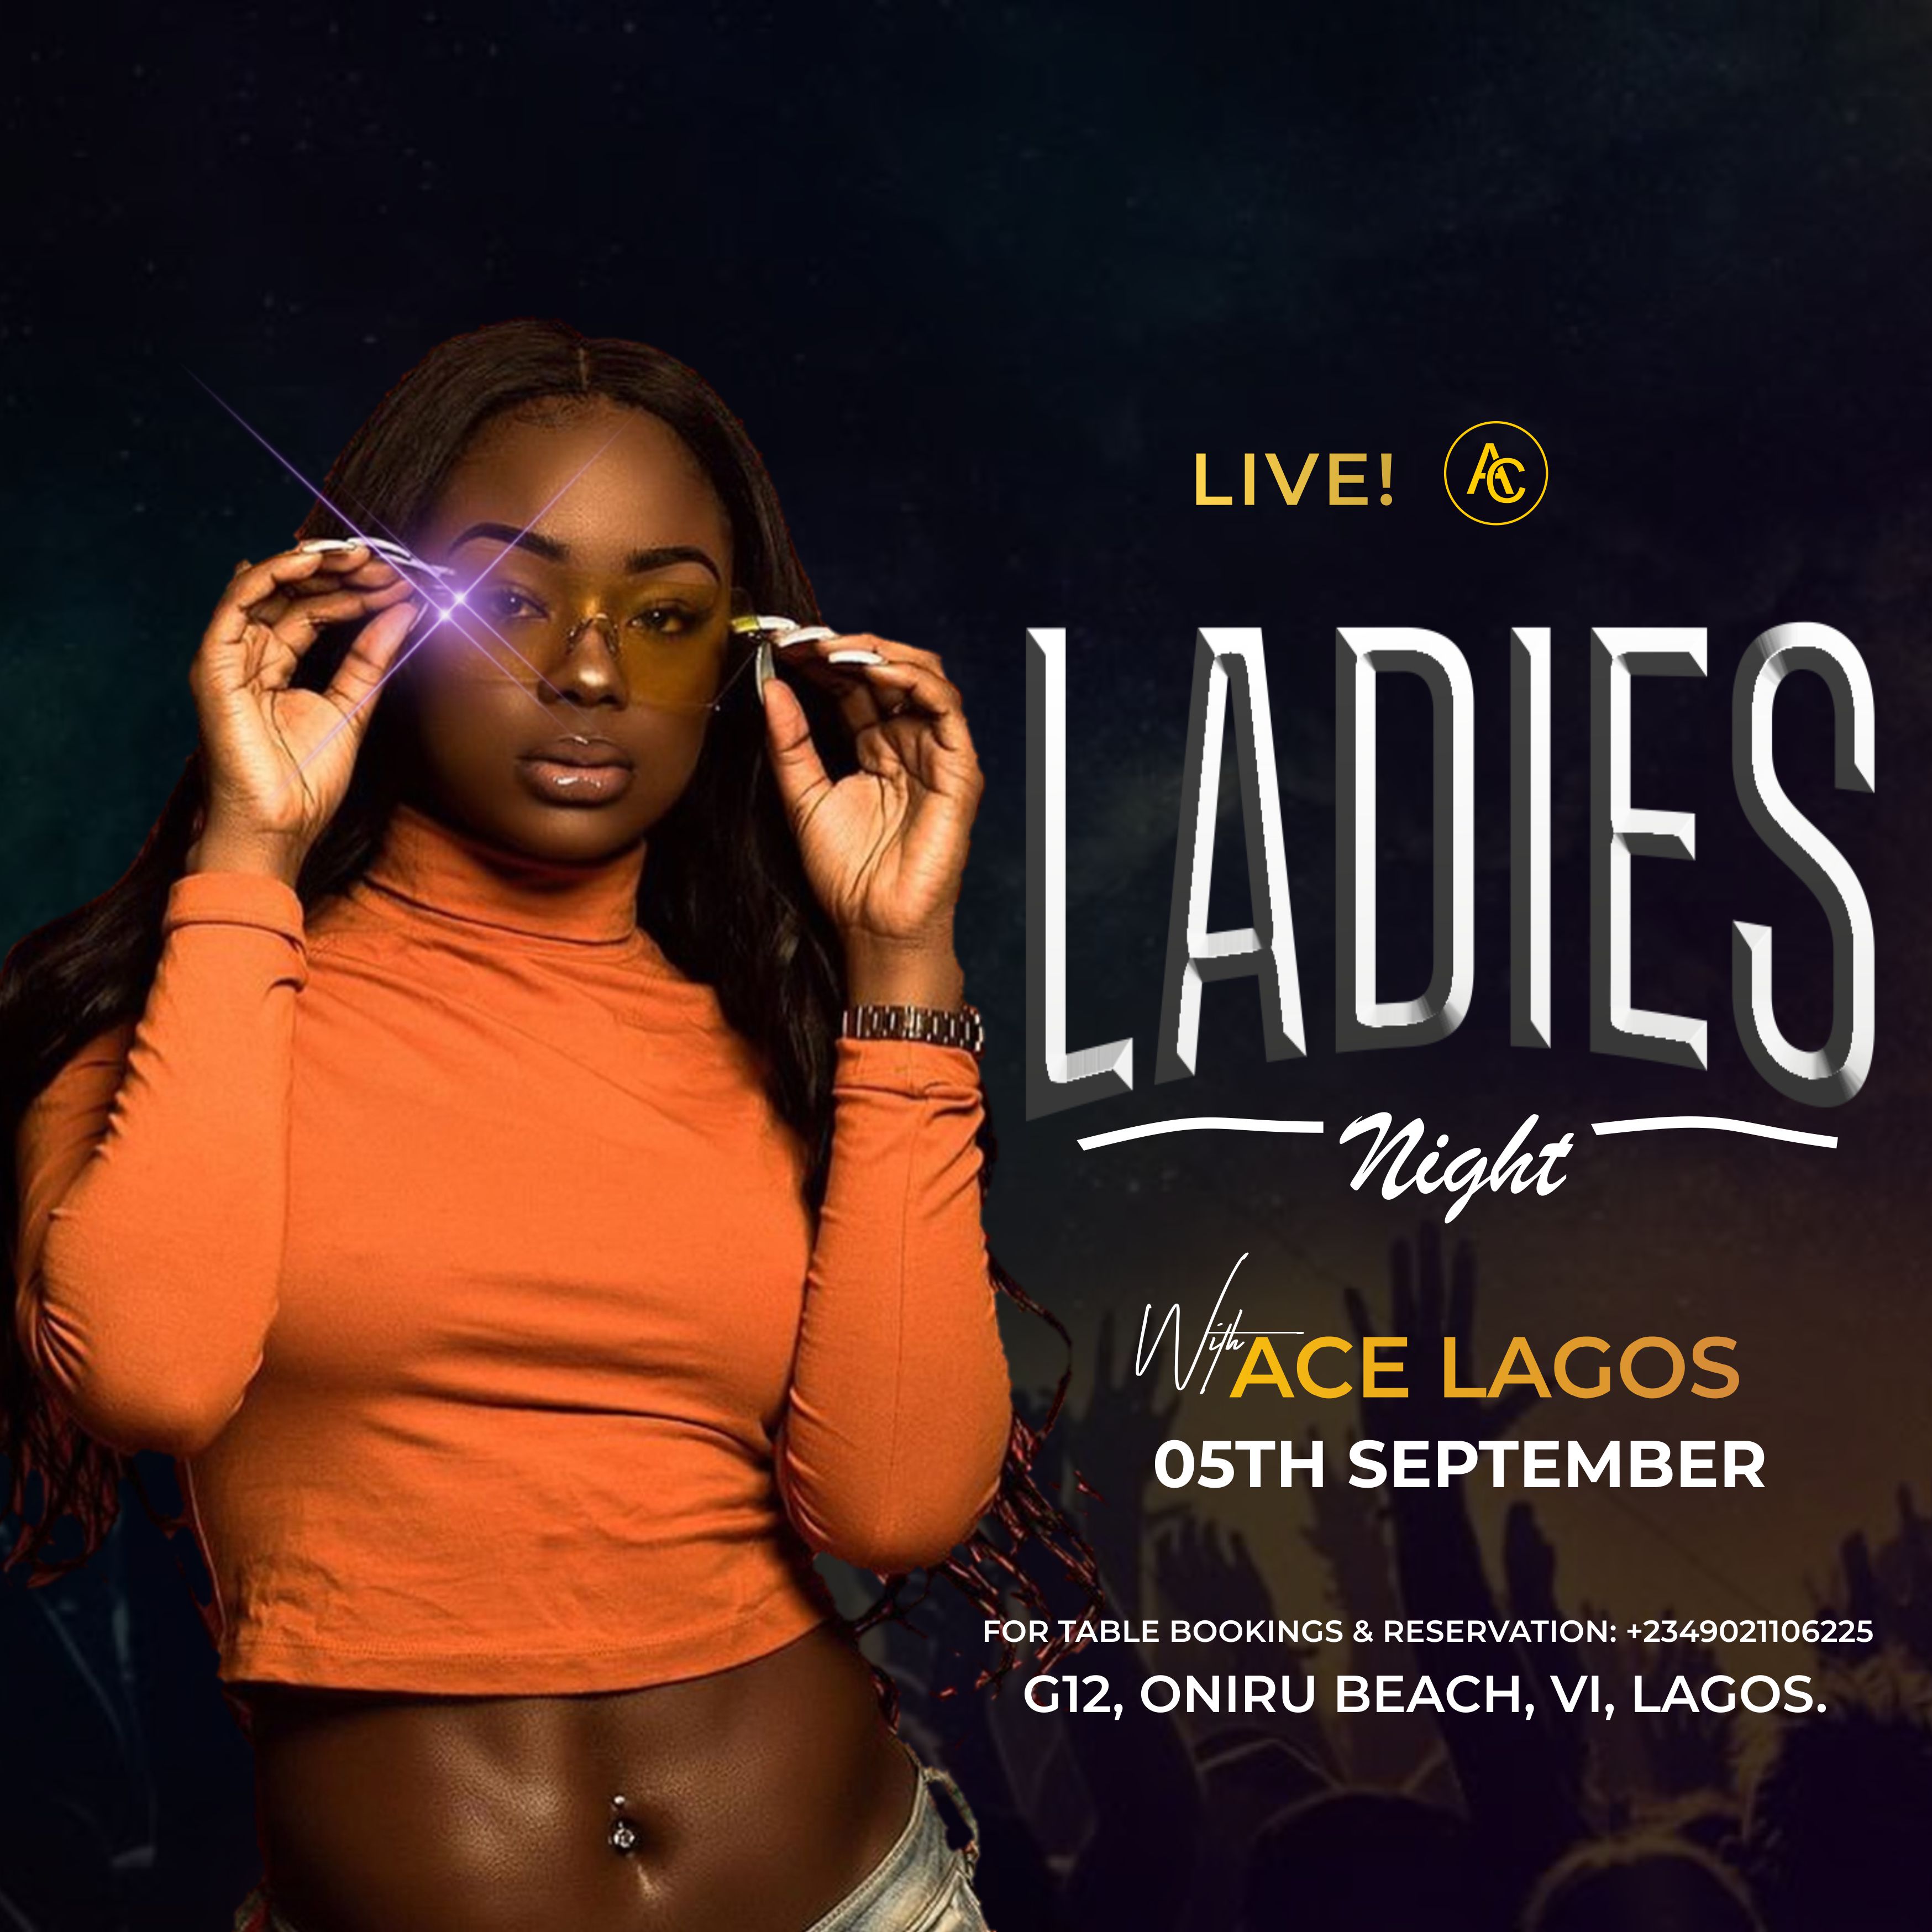 LIVE!
AC
LADIES
Night
With ACE LAGOS
05TH SEPTEMBER
FOR TABLE BOOKINGS & RESERVATION: +2349021106225
G12, ONIRU BEACH, VI, LAGOS.